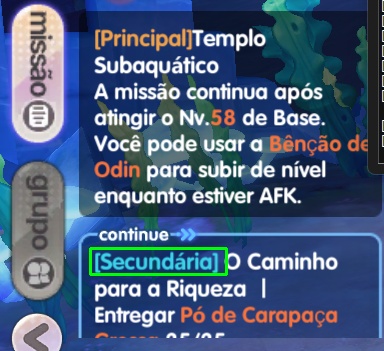 missão
grupo
[Principal]Templo
Subaquático
A missão continua após
atingir o Nv.58 de Base.
Você pode usar a Bênção de
Odin para subir de nível
enquanto estiver AFK.
continue
[Secundária] O Caminho
para a Riqueza |
Entregar Pó de Carapaça